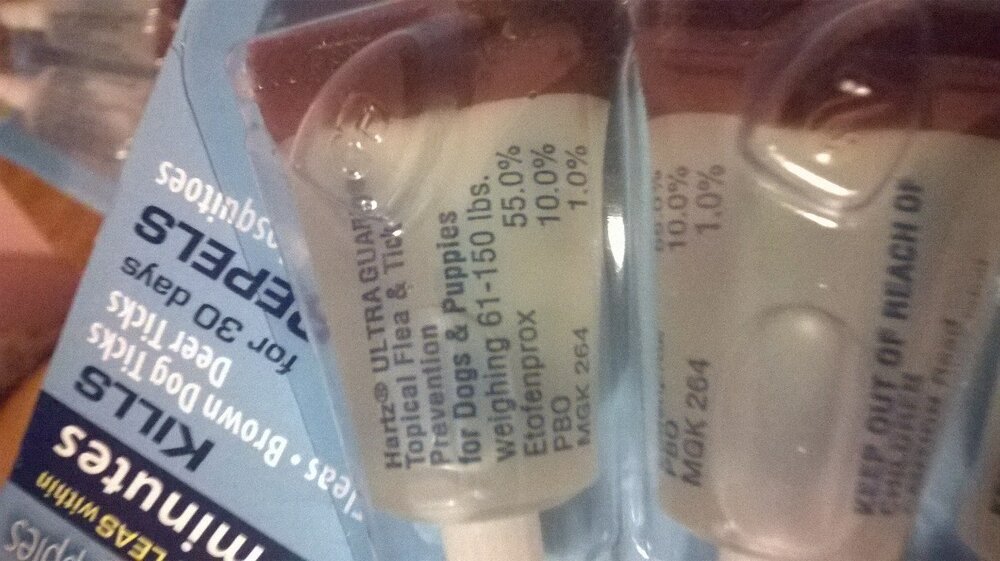 Hartz® ULTRAGUARD
Topical Flea & Tick
Prevention
for Dogs & Puppies
weighing 61-150 lbs.
Etofenprox 55.0%
PBO 10.0%
MGK 264 1.0%
10.0%
PBO
MGK 264 1.0%
KEEP OUT OF REACH OF
CHILDREN
minutes
KILLS
Brown Dog Ticks
Deer Ticks
for 30 days
REPELS
mosquitoes